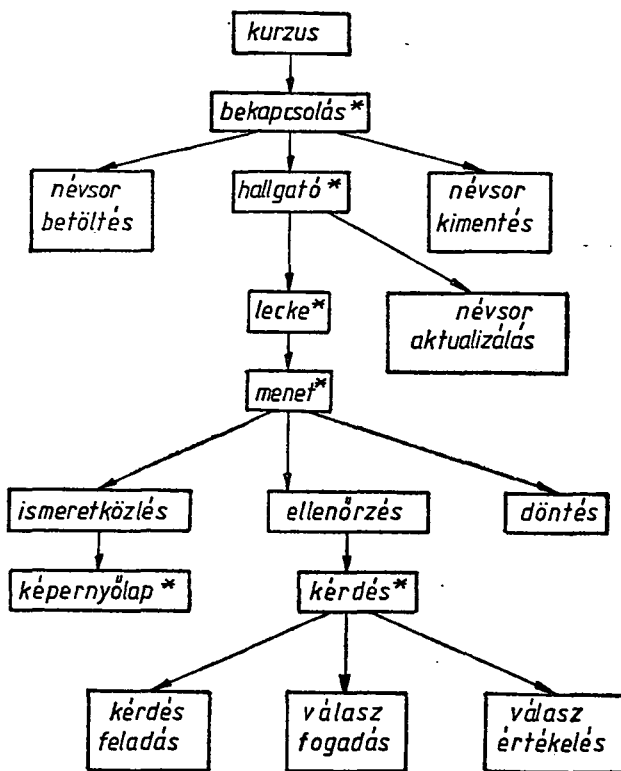 kurzus
bekapcsolás*
névsor
betöltés
hallgató*
névsor
kimentés
lecke*
névsor
aktualizálás
menet*
ismeretközlés
ellenőrzés
döntés
képernyőlap*
kérdés*
kérdés
feladás
válasz
fogadás
válasz
értékelés